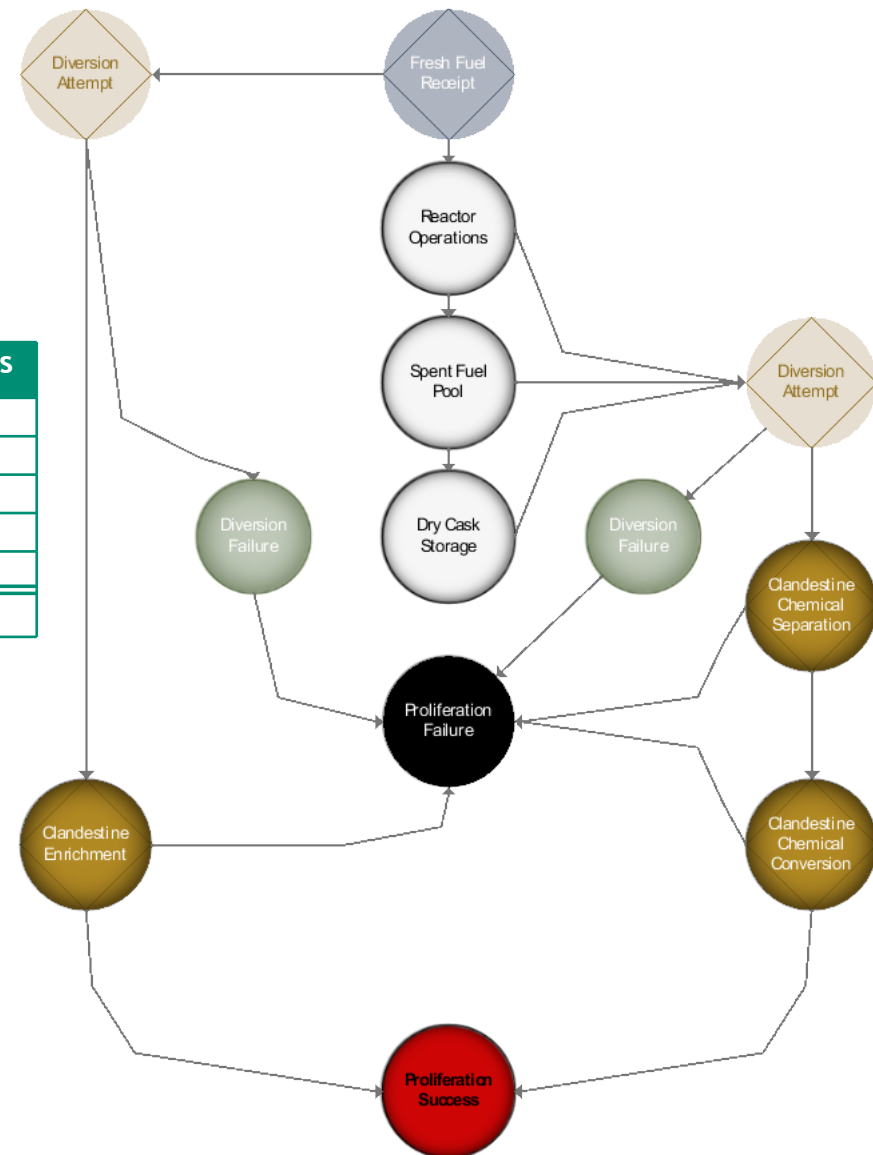 Diversion
Attempt
Fresh Fuel
Receipt
Reactor
Operations
S
Spent Fuel
Pool
Diversion
Attempt
Diversion
Failure
Dry Cask
Storage
Diversion
Failure
Clandestine
Chemical
Separation
Proliferation
Failure
Clandestine
Enrichment
Clandestine
Chemical
Conversion
Proliferation
Success